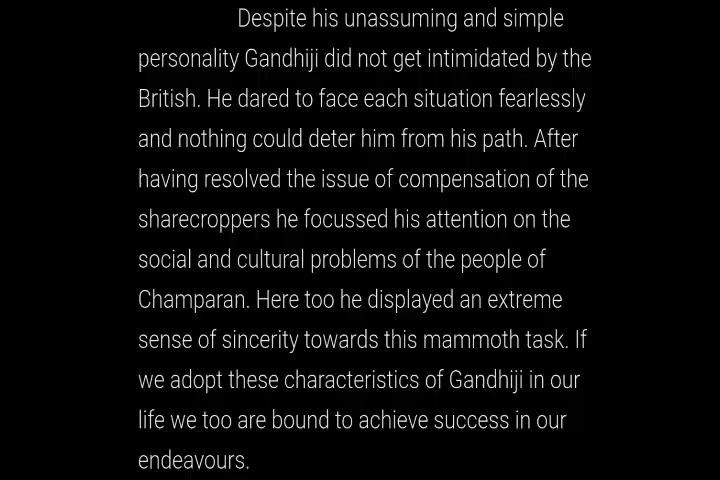 Despite his unassuming and simple
personality Gandhiji did not get intimidated by the
British. He dared to face each situation fearlessly
and nothing could deter him from his path. After
having resolved the issue of compensation of the
sharecroppers he focussed his attention on the
social and cultural problems of the people of
Champaran. Here too he displayed an extreme
sense of sincerity towards this mammoth task. If
we adopt these characteristics of Gandhiji in our
life we too are bound to achieve success in our
endeavours.